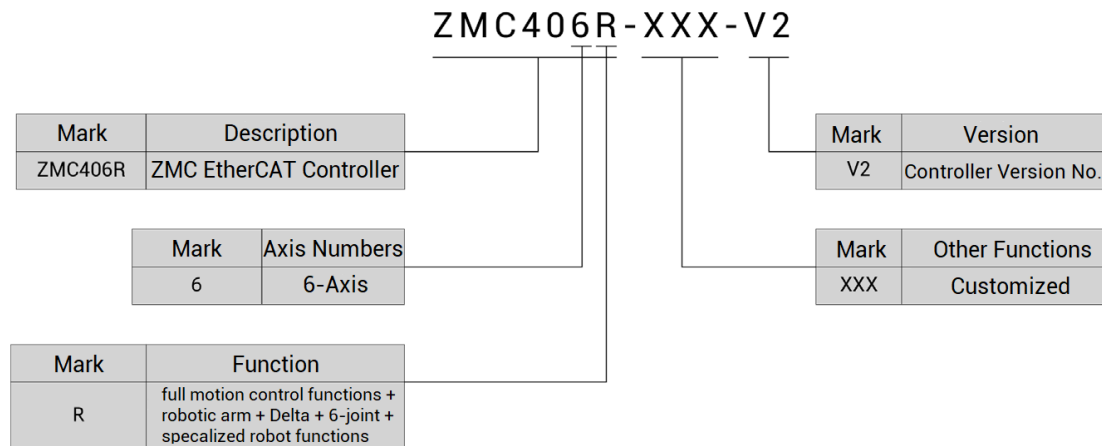 ZMC406R-XXX-V2
Mark Description
ZMC406R ZMC EtherCAT Controller
Mark Version
V2 Controller Version No.
Mark Axis Numbers
6 6-Axis
Mark Other Functions
XXX Customized
Mark Function
R
full motion control functions +
robotic arm + Delta + 6-joint +
specalized robot functions